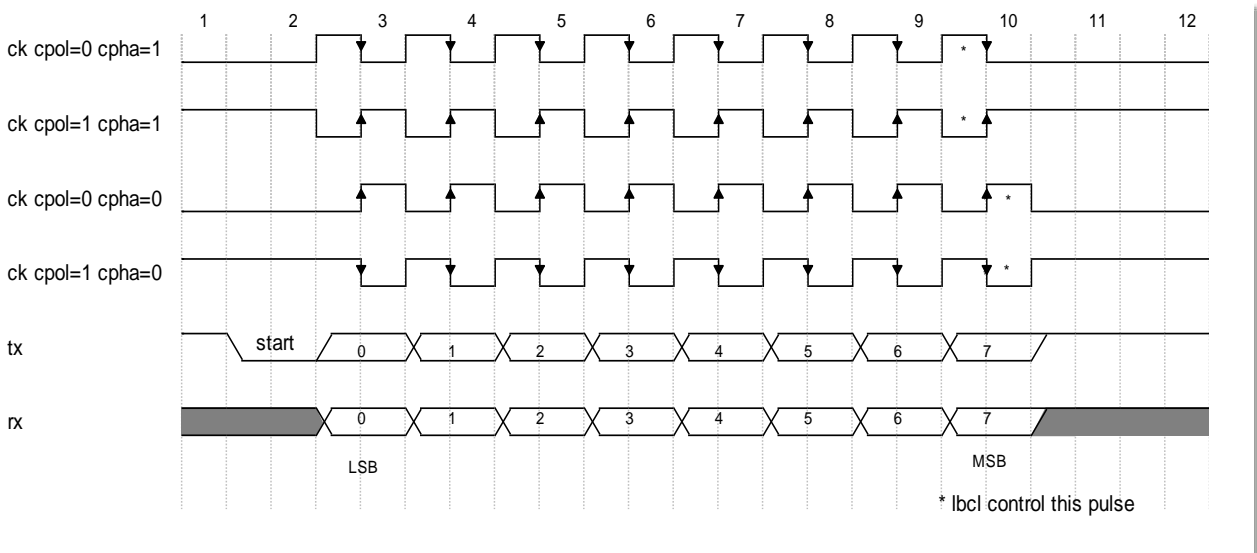 1 2 3 4 5 6 7 8 9 10 11 12
ck cpol=0 cpha=1 *
ck cpol=1 cpha=1 *
ck cpol=0 cpha=0 *
ck cpol=1 cpha=0 *
tx start 0 1 2 3 4 5 6 7
rx 0 1 2 3 4 5 6 7
LSB MSB
* lbcl control this pulse